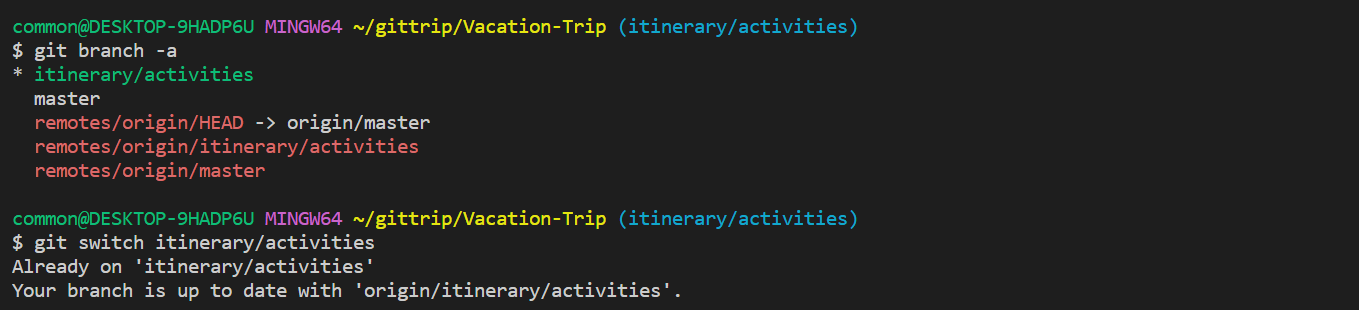 common@DESKTOP-9HADP6U MINGW64 ~/gittrip/Vacation-Trip (itinerary/activities)
$ git branch -a
* itinerary/activities
  master
  remotes/origin/HEAD -> origin/master
  remotes/origin/itinerary/activities
  remotes/origin/master

common@DESKTOP-9HADP6U MINGW64 ~/gittrip/Vacation-Trip (itinerary/activities)
$ git switch itinerary/activities
Already on 'itinerary/activities'
Your branch is up to date with 'origin/itinerary/activities'.